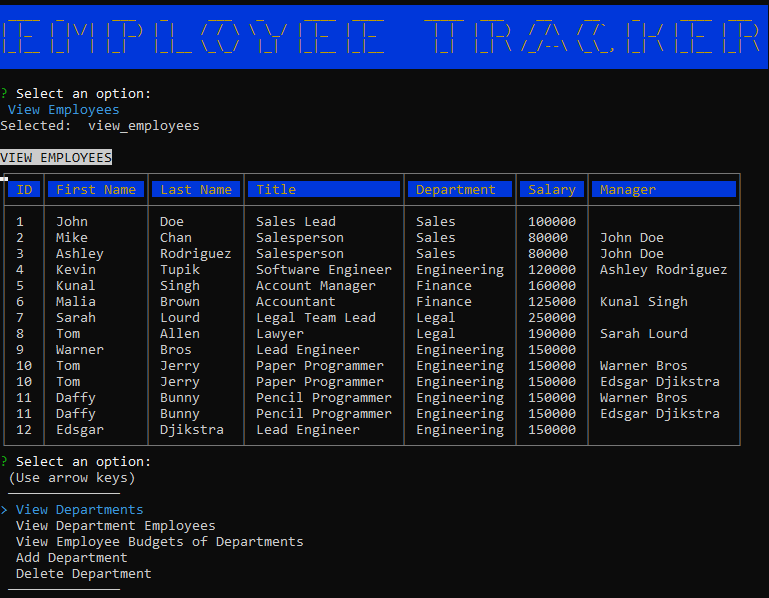 EMPLOYEE TRACKER
? Select an option:
View Employees
Selected: view_employees
VIEW EMPLOYEES
ID First Name Last Name Title Department Salary Manager
1 John Doe Sales Lead Sales 100000
2 Mike Chan Salesperson Sales 80000 John Doe
3 Ashley Rodriguez Salesperson Sales 80000 John Doe
4 Kevin Tupik Software Engineer Engineering 120000 Ashley Rodriguez
5 Kunal Singh Account Manager Finance 160000
6 Malia Brown Accountant Finance 125000 Kunal Singh
7 Sarah Lourd Legal Team Lead Legal 250000
8 Tom Allen Lawyer Legal 190000 Sarah Lourd
9 Warner Bros Lead Engineer Engineering 150000
10 Tom Jerry Paper Programmer Engineering 150000 Warner Bros
10 Tom Jerry Paper Programmer Engineering 150000 Edsgar Djikstra
11 Daffy Bunny Pencil Programmer Engineering 150000 Warner Bros
11 Daffy Bunny Pencil Programmer Engineering 150000 Edsgar Djikstra
12 Edsgar Djikstra Lead Engineer Engineering 150000
? Select an option:
(Use arrow keys)
> View Departments
View Department Employees
View Employee Budgets of Departments
Add Department
Delete Department